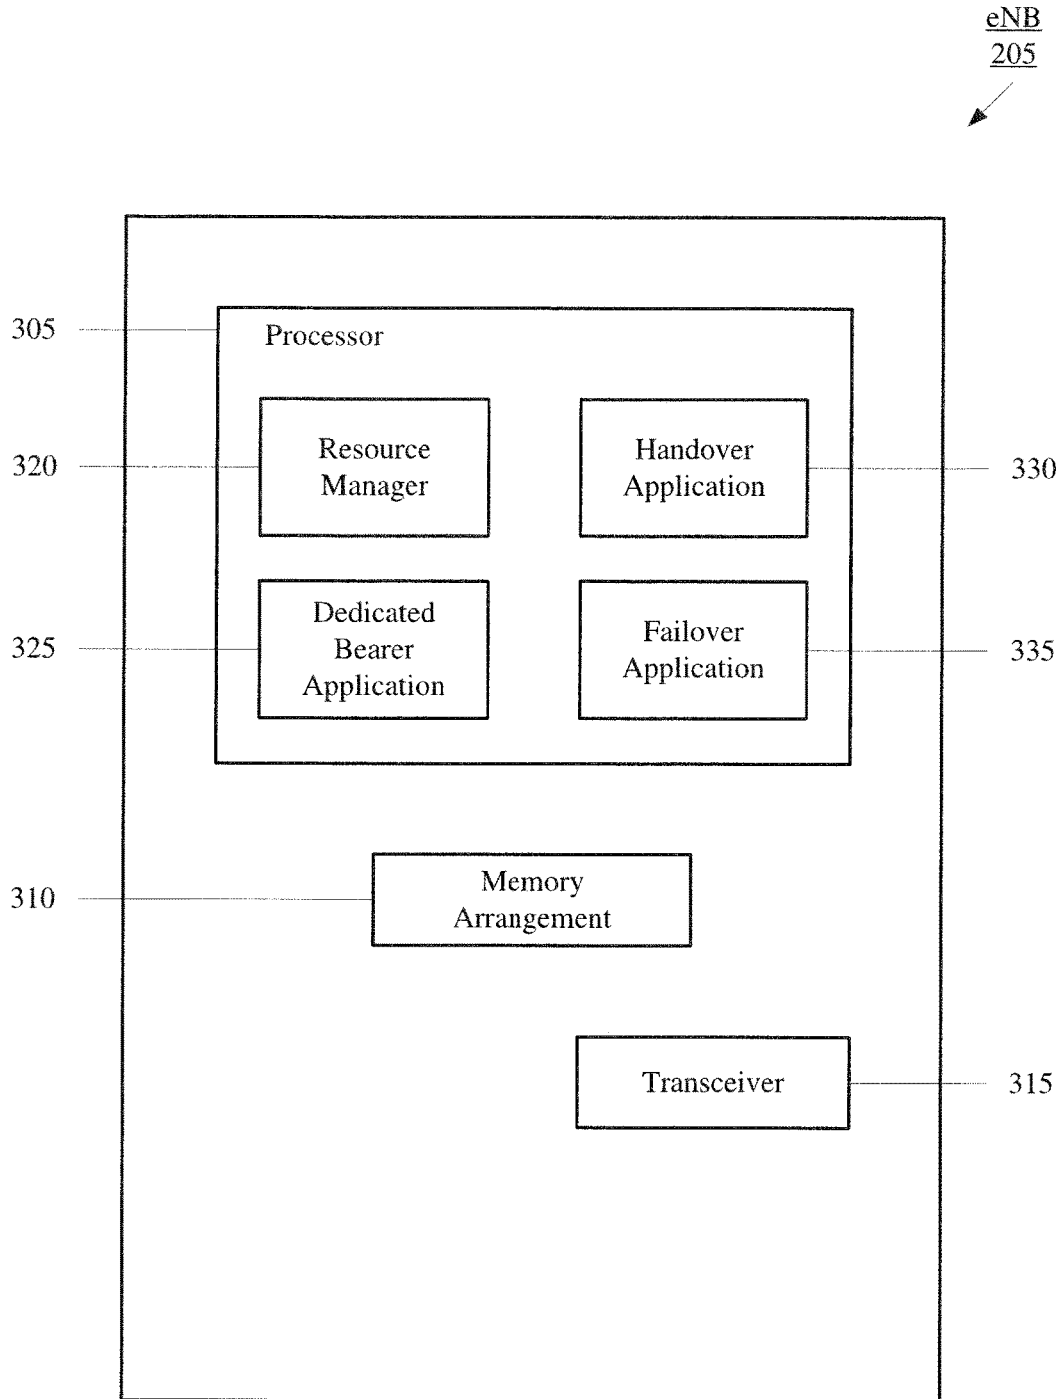 eNB
205
305
Processor
320
Resource
Manager
Handover
Application
330
325
Dedicated
Bearer
Application
Failover
Application
335
310
Memory
Arrangement
Transceiver
315